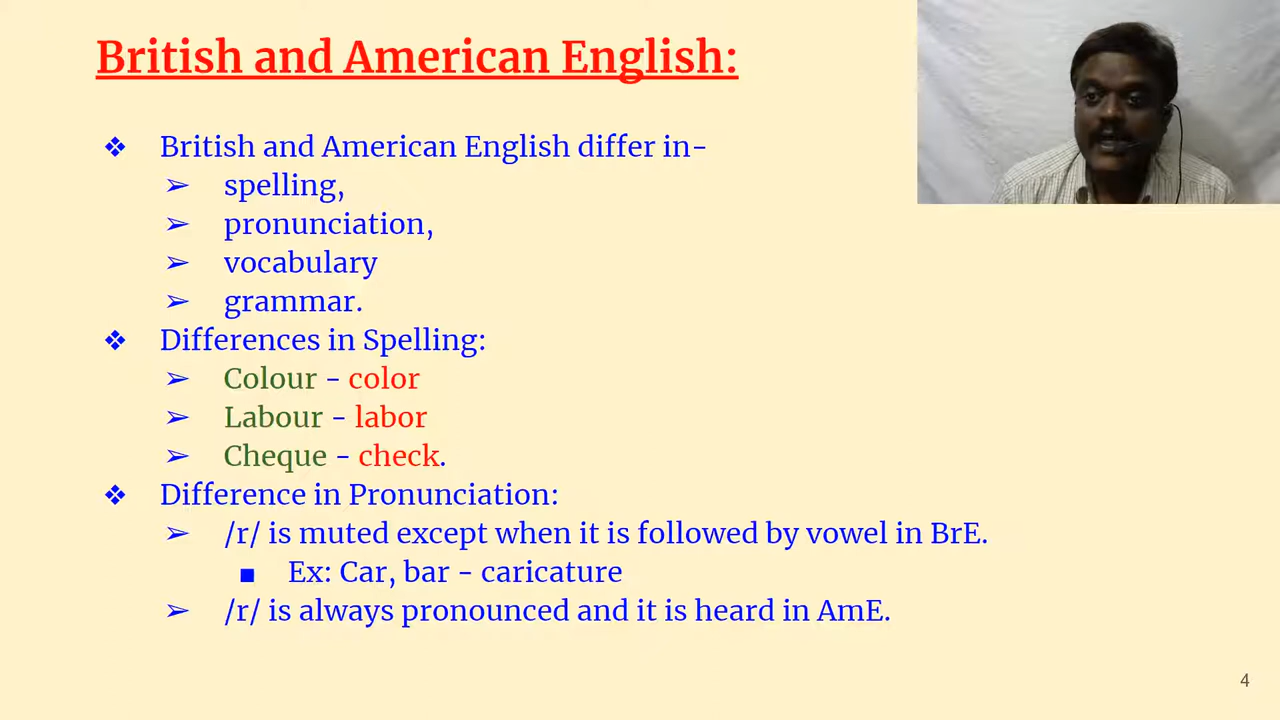 British and American English:
❖ British and American English differ in-
➢ spelling,
➢ pronunciation,
➢ vocabulary
➢ grammar.
❖ Differences in Spelling:
➢ Colour - color
➢ Labour - labor
➢ Cheque - check.
❖ Difference in Pronunciation:
➢ /r/ is muted except when it is followed by vowel in BrE.
■ Ex: Car, bar - caricature
➢ /r/ is always pronounced and it is heard in AmE.
4